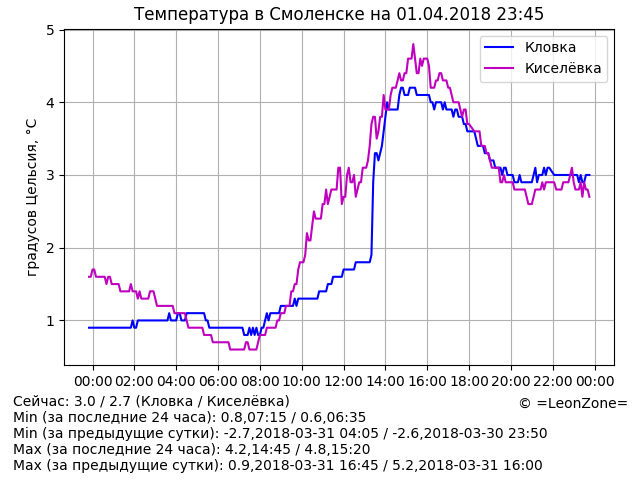 Температура в Смоленске на 01.04.2018 23:45
градусов Цельсия, °C
5
4
3
2
1
Кловка
Киселёвка
00:00 02:00 04:00 06:00 08:00 10:00 12:00 14:00 16:00 18:00 20:00 22:00 00:00
Сейчас: 3.0 / 2.7 (Кловка / Киселёвка)
© =LeonZone=
Min (за последние 24 часа): 0.8,07:15 / 0.6,06:35
Min (за предыдущие сутки): -2.7,2018-03-31 04:05 / -2.6,2018-03-30 23:50
Max (за последние 24 часа): 4.2,14:45 / 4.8,15:20
Max (за предыдущие сутки): 0.9,2018-03-31 16:45 / 5.2,2018-03-31 16:00